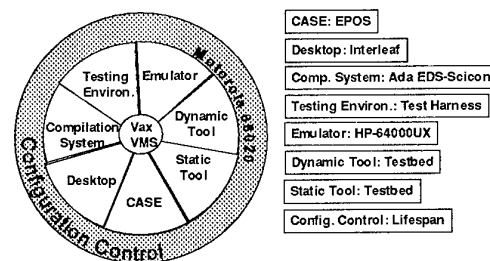 Motorola 68020
Testing
Environ.
Emulator
Dynamic
Tool
Static
Tool
CASE
Desktop
Compilation
System
Vax
VMS
Configuration Control
CASE: EPOS
Desktop: Interleaf
Comp. System: Ada EDS-Scicon
Testing Environ.: Test Harness
Emulator: HP-64000UX
Dynamic Tool: Testbed
Static Tool: Testbed
Config. Control: Lifespan